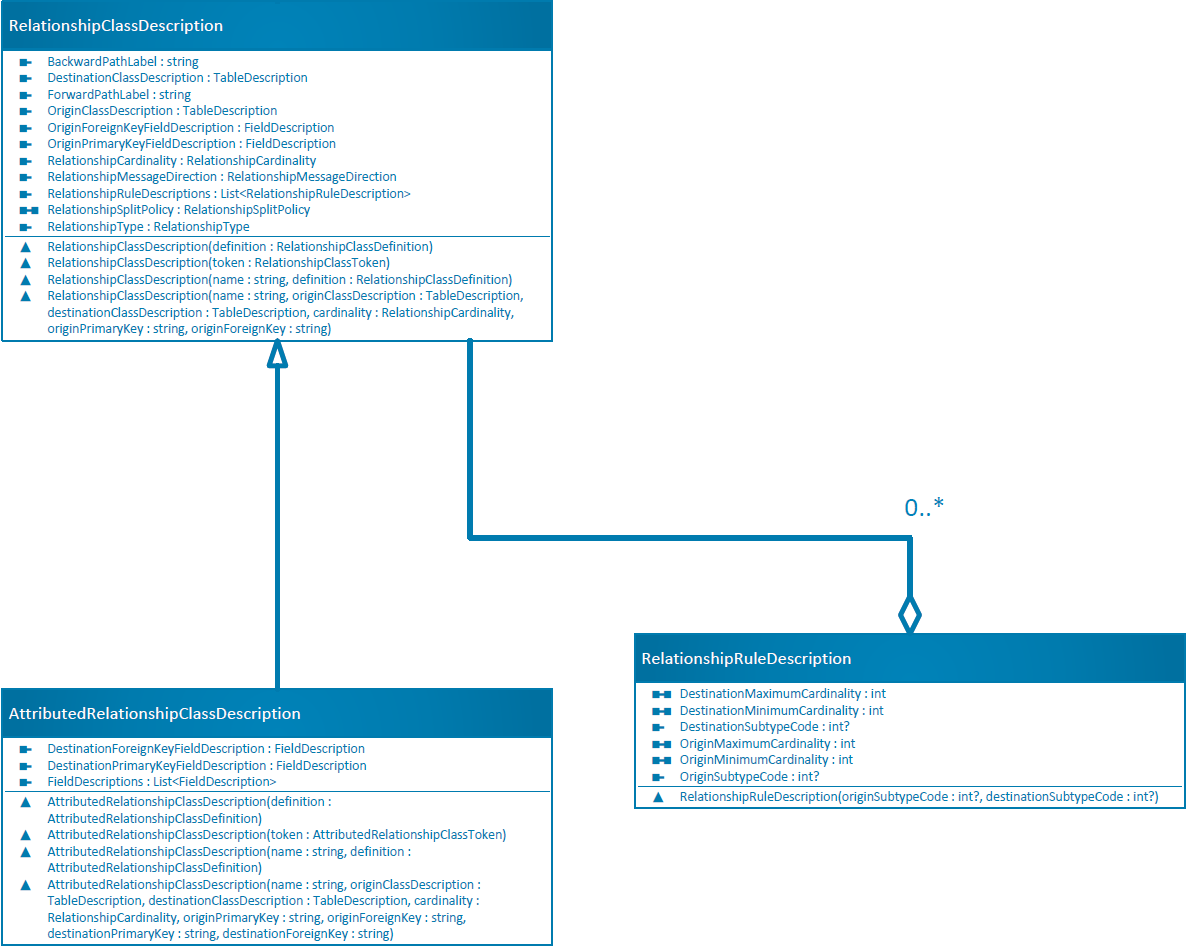 RelationshipClassDescription
BackwardPathLabel : string
DestinationClassDescription : TableDescription
ForwardPathLabel : string
OriginClassDescription : TableDescription
OriginForeignKeyFieldDescription : FieldDescription
OriginPrimaryKeyFieldDescription : FieldDescription
RelationshipCardinality : RelationshipCardinality
RelationshipMessageDirection : RelationshipMessageDirection
RelationshipRuleDescriptions : List<RelationshipRuleDescription>
RelationshipSplitPolicy : RelationshipSplitPolicy
RelationshipType : RelationshipType
RelationshipClassDescription(definition : RelationshipClassDefinition)
RelationshipClassDescription(token : RelationshipClassToken)
RelationshipClassDescription(name : string, definition : RelationshipClassDefinition)
RelationshipClassDescription(name : string, originClassDescription : TableDescription,
destinationClassDescription : TableDescription, cardinality : RelationshipCardinality,
originPrimaryKey : string, originForeignKey : string)
0..*
RelationshipRuleDescription
DestinationMaximumCardinality : int
DestinationMinimumCardinality : int
DestinationSubtypeCode : int?
OriginMaximumCardinality : int
OriginMinimumCardinality : int
OriginSubtypeCode : int?
RelationshipRuleDescription(originSubtypeCode : int?, destinationSubtypeCode : int?)
AttributedRelationshipClassDescription
DestinationForeignKeyFieldDescription : FieldDescription
DestinationPrimaryKeyFieldDescription : FieldDescription
FieldDescriptions : List<FieldDescription>
AttributedRelationshipClassDescription(definition :
AttributedRelationshipClassDefinition)
AttributedRelationshipClassDescription(token : AttributedRelationshipClassToken)
AttributedRelationshipClassDescription(name : string, definition :
AttributedRelationshipClassDefinition)
AttributedRelationshipClassDescription(name : string, originClassDescription :
TableDescription, destinationClassDescription : TableDescription, cardinality :
RelationshipCardinality, originPrimaryKey : string, originForeignKey : string,
destinationPrimaryKey : string, destinationForeignKey : string)